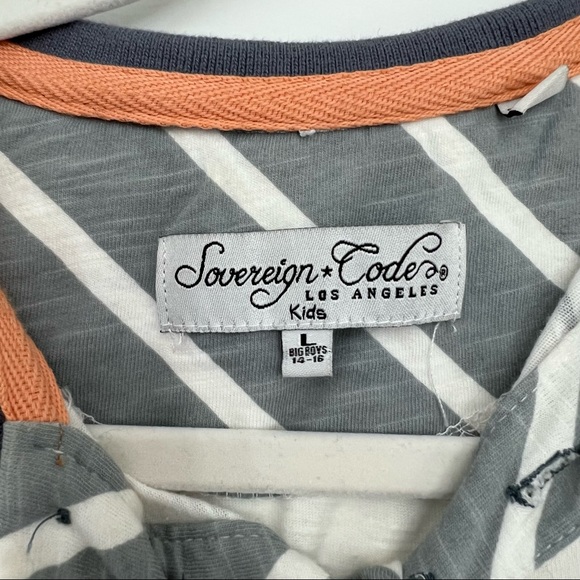 Sovereign★Code®
LOS ANGELES
Kids
L
BIG BOYS
14-16